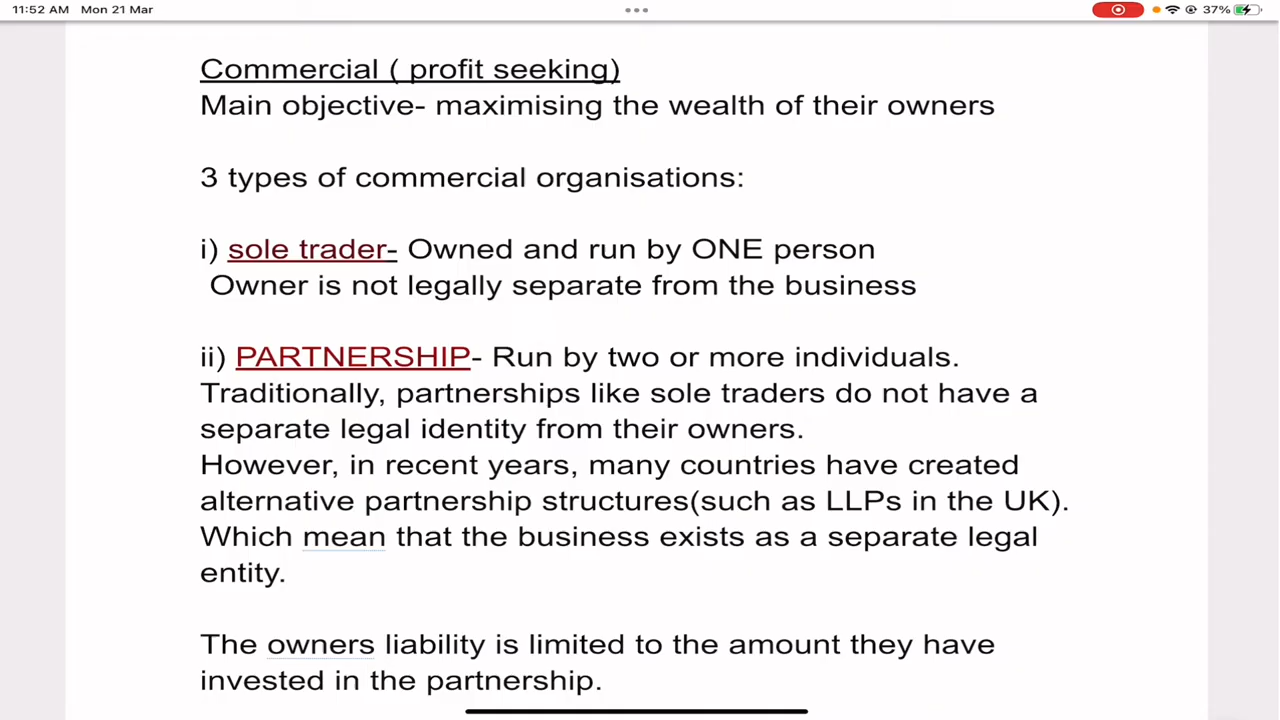 11:52 AM Mon 21 Mar
37%
Commercial ( profit seeking)
Main objective- maximising the wealth of their owners
3 types of commercial organisations:
i) sole trader- Owned and run by ONE person
Owner is not legally separate from the business
ii) PARTNERSHIP- Run by two or more individuals.
Traditionally, partnerships like sole traders do not have a
separate legal identity from their owners.
However, in recent years, many countries have created
alternative partnership structures(such as LLPs in the UK).
Which mean that the business exists as a separate legal
entity.
The owners liability is limited to the amount they have
invested in the partnership.